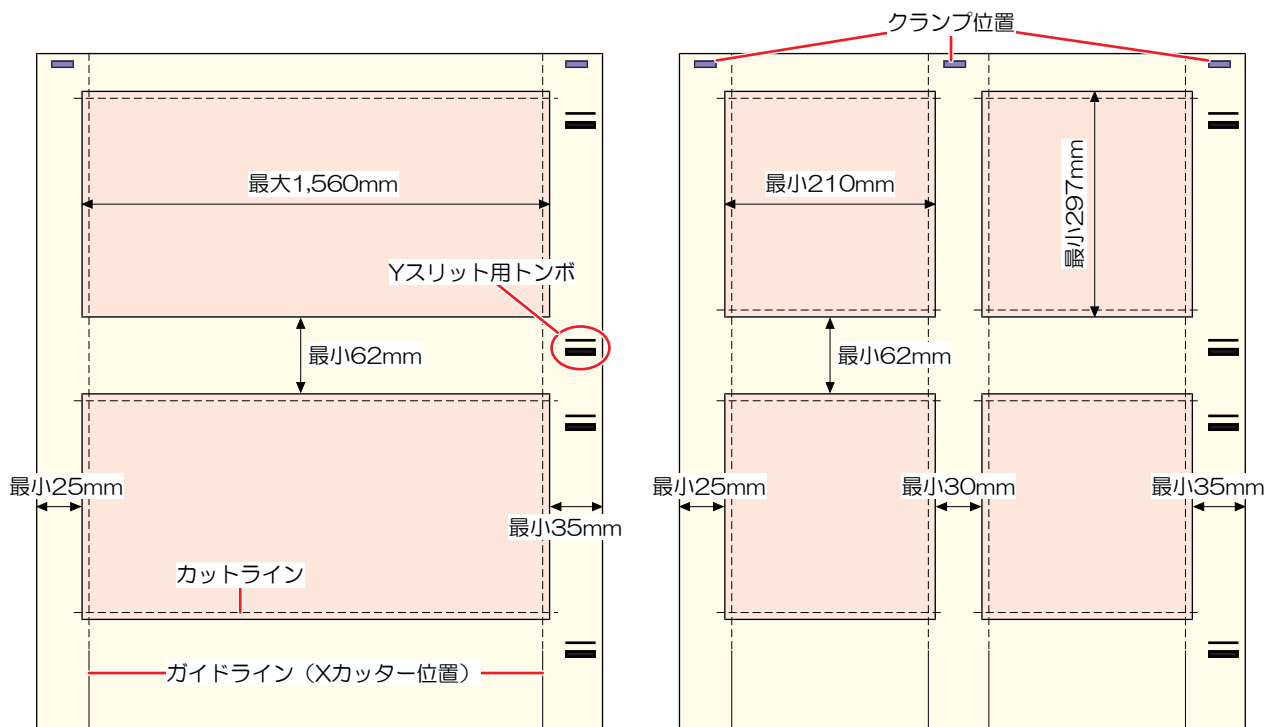 クランプ位置
最大1,560mm
Yスリット用トンボ
最小62mm
最小25mm
最小35mm
カットライン
ガイドライン（Xカッター位置）
最小210mm
最小297mm
最小62mm
最小25mm
最小30mm
最小35mm